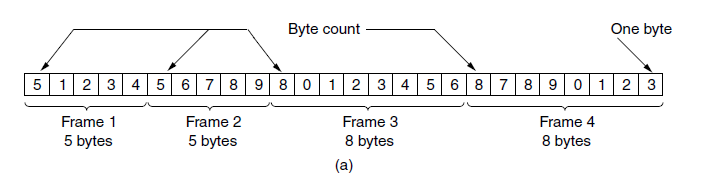 Byte count One byte
5 1 2 3 4 5 6 7 8 9 8 0 1 2 3 4 5 6 8 7 8 9 0 1 2 3
Frame 1 Frame 2 Frame 3 Frame 4
5 bytes 5 bytes 8 bytes 8 bytes
(a)